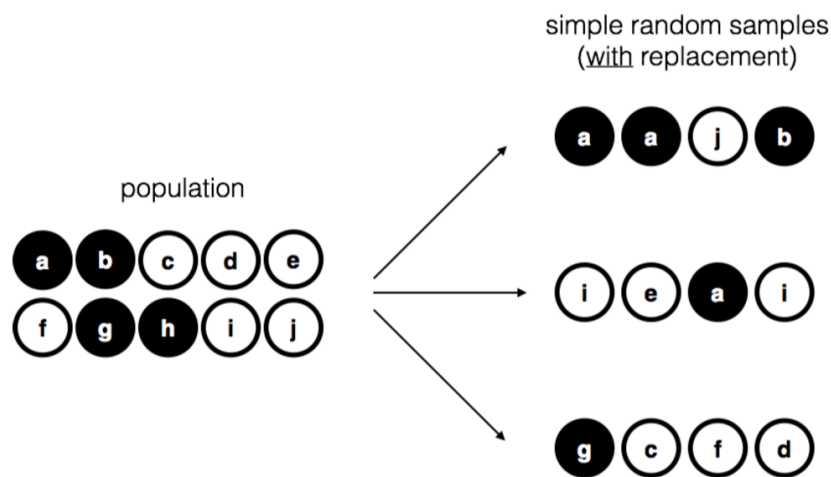 simple random samples
(with replacement)
a a j b
population
a b c d e
i e a i
f g h i j
g c f d